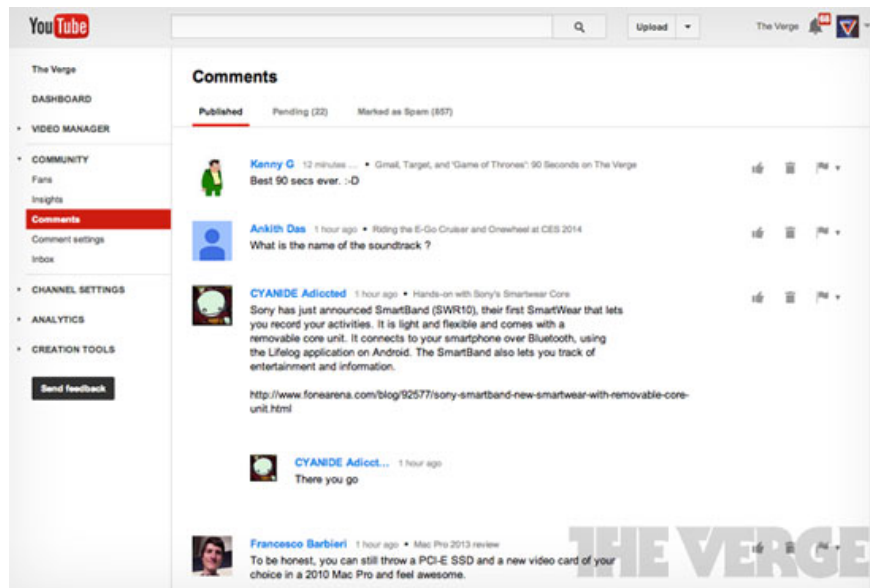 YouTube
Upload
The Verge
68
The Verge
DASHBOARD
VIDEO MANAGER
COMMUNITY
Fans
Insights
Comments
Comment settings
Inbox
CHANNEL SETTINGS
ANALYTICS
CREATION TOOLS
Send feedback
Comments
Published Pending (22) Marked as Spam (857)
Kenny G 12 minutes ... • Gmail, Target, and 'Game of Thrones': 90 Seconds on The Verge
Best 90 secs ever. :-D
Ankith Das 1 hour ago • Riding the E-Go Cruiser and Onewheel at CES 2014
What is the name of the soundtrack ?
CYANIDE Adiccted 1 hour ago • Hands-on with Sony's Smartwear Core
Sony has just announced SmartBand (SWR10), their first SmartWear that lets
you record your activities. It is light and flexible and comes with a
removable core unit. It connects to your smartphone over Bluetooth, using
the Lifelog application on Android. The SmartBand also lets you track of
entertainment and information.
http://www.fonearena.com/blog/92577/sony-smartband-new-smartwear-with-removable-core-
unit.html
CYANIDE Adicct... 1 hour ago
There you go
Francesco Barbieri 1 hour ago • Mac Pro 2013 review
To be honest, you can still throw a PCI-E SSD and a new video card of your
choice in a 2010 Mac Pro and feel awesome.
THE VERGE